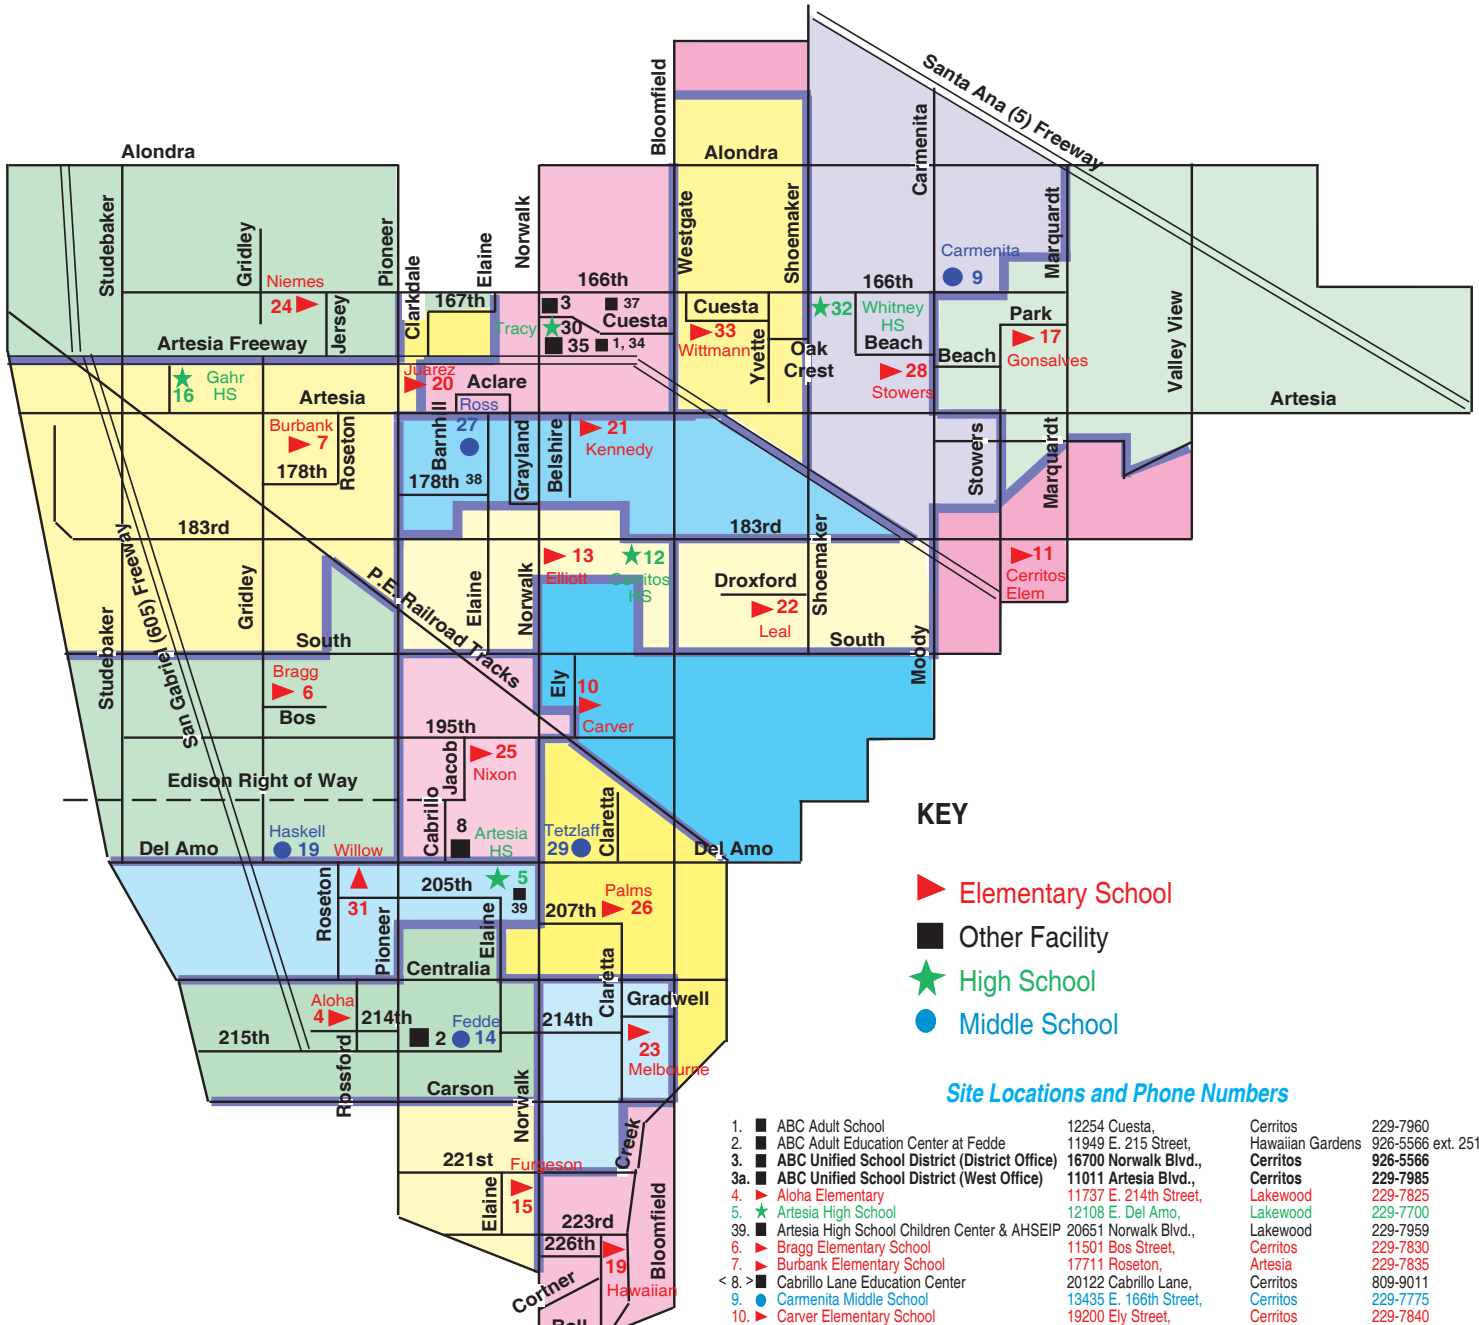 Santa Ana (5) Freeway
Bloomfield
Alondra
Alondra
Carmenita
Studebaker
Gridley
Pioneer
Norwalk
Westgate
Shoemaker
Marquardt
Clarkdale
Elaine
Carmenita
9
Niemes
24
Jersey
167th
166th
166th
Valley View
3
37
Cuesta
Tracy
30
35
1, 34
Cuesta
33
Wittmann
Yvette
Oak
Crest
32
Whitney
HS
Beach
Beach
Park
17
Gonsalves
Artesia Freeway
28
Stowers
16
Gahr
HS
Juarez
20
Aclare
Artesia
Artesia
Burbank
7
178th
Roseton
Barnhill
Ross
27
178th
38
Grayland
Belshire
21
Kennedy
Stowers
Marquardt
183rd
183rd
San Gabriel (605) Freeway
P.E. Railroad Tracks
Gridley
Elaine
Norwalk
13
Elliott
12
Cerritos
HS
Droxford
22
Leal
Shoemaker
11
Cerritos
Elem
South
South
Moody
Studebaker
Bragg
6
Bos
Ely
10
Carver
195th
Jacob
25
Nixon
Edison Right of Way
Cabrillo
8
Artesia
HS
Tetzlaff
29
Claretta
Haskell
19
Willow
Del Amo
Del Amo
31
Roseton
Pioneer
205th
5
39
Elaine
207th
Palms
26
Centralia
Claretta
Gradwell
Aloha
4
214th
2
Fedde
14
214th
23
Melbourne
215th
Rossford
Carson
Norwalk
221st
Furgeson
15
Elaine
Creek
Bloomfield
223rd
226th
19
Hawaiian
Cortner
Bell
KEY
Elementary School
Other Facility
High School
Middle School
Site Locations and Phone Numbers
1. ABC Adult School 12254 Cuesta, Cerritos 229-7960
2. ABC Adult Education Center at Fedde 11949 E. 215 Street, Hawaiian Gardens 926-5566 ext. 251
3. ABC Unified School District (District Office) 16700 Norwalk Blvd., Cerritos 926-5566
3a. ABC Unified School District (West Office) 11011 Artesia Blvd., Cerritos 229-7985
4. Aloha Elementary 11737 E. 214th Street, Lakewood 229-7825
5. Artesia High School 12108 E. Del Amo, Lakewood 229-7700
39. Artesia High School Children Center & AHSEIP 20651 Norwalk Blvd., Lakewood 229-7959
6. Bragg Elementary School 11501 Bos Street, Cerritos 229-7830
7. Burbank Elementary School 17711 Roseton, Artesia 229-7835
< 8. > Cabrillo Lane Education Center 20122 Cabrillo Lane, Cerritos 809-9011
9. Carmenita Middle School 13435 E. 166th Street, Cerritos 229-7775
10. Carver Elementary School 19200 Ely Street, Cerritos 229-7840